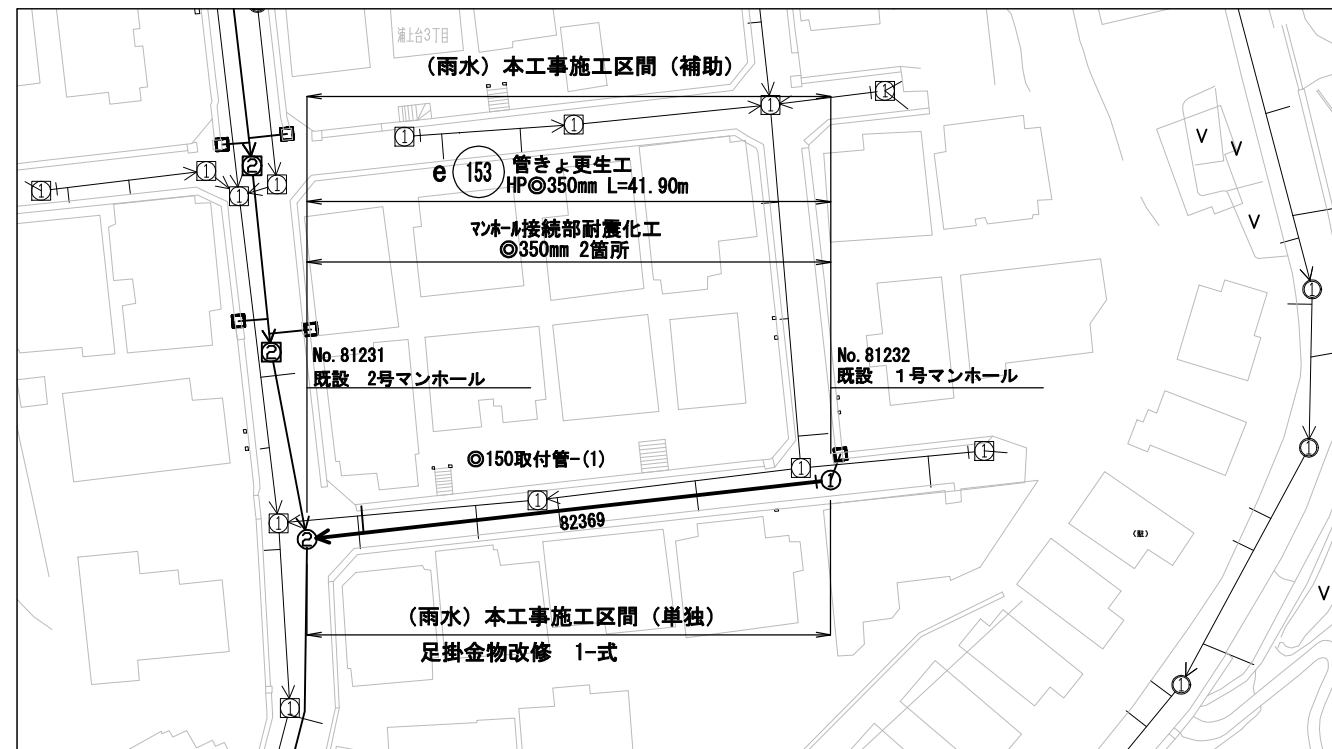 浦上台3丁目
(雨水) 本工事施工区間 (補助)
e 153 管きょ更生工
HP◎350mm L=41.90m
マンホール接続部耐震化工
◎350mm 2箇所
No.81231
既設 2号マンホール
No.81232
既設 1号マンホール
◎150取付管-(1)
82369
(雨水) 本工事施工区間 (単独)
足掛金物改修 1-式